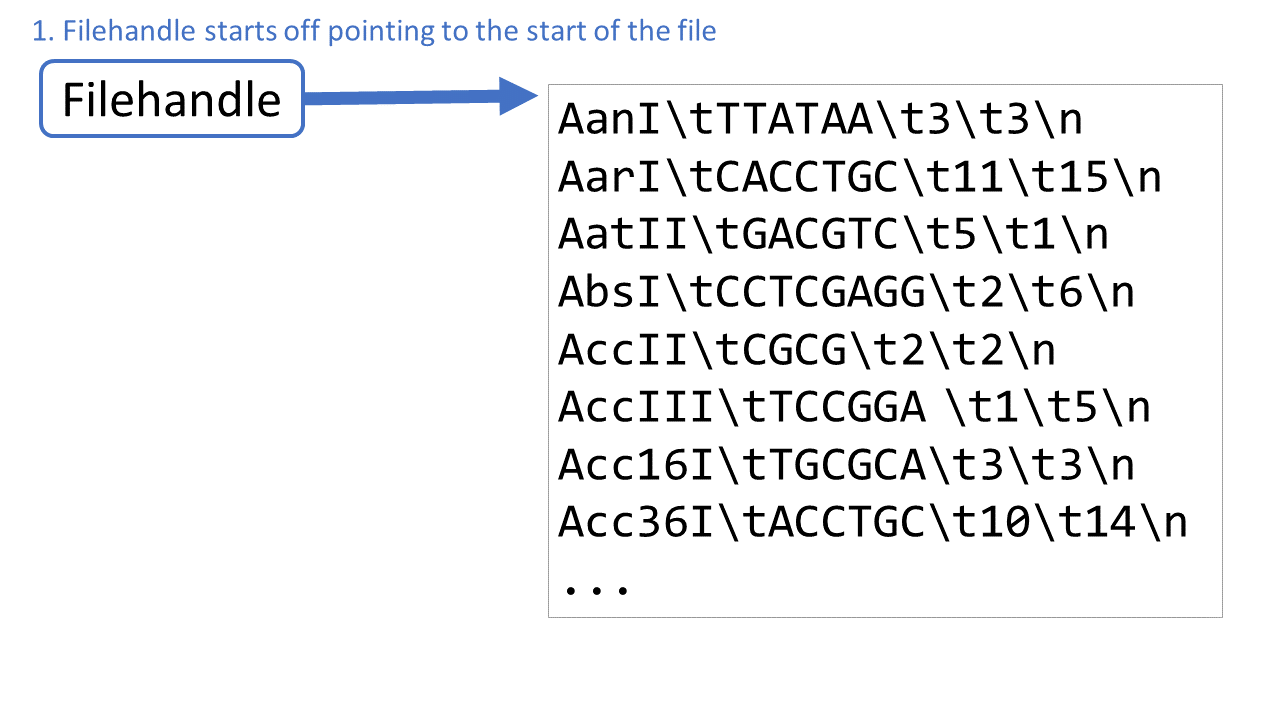 1. Filehandle starts off pointing to the start of the file
Filehandle
AanI\tTTATAA\t3\t3\n
AarI\tCACCTGC\t11\t15\n
AatII\tGACGTC\t5\t1\n
AbsI\tCCTCGAGG\t2\t6\n
AccII\tCGCG\t2\t2\n
AccIII\tTCCGGA \t1\t5\n
Acc16I\tTGCGCA\t3\t3\n
Acc36I\tACCTGC\t10\t14\n
...